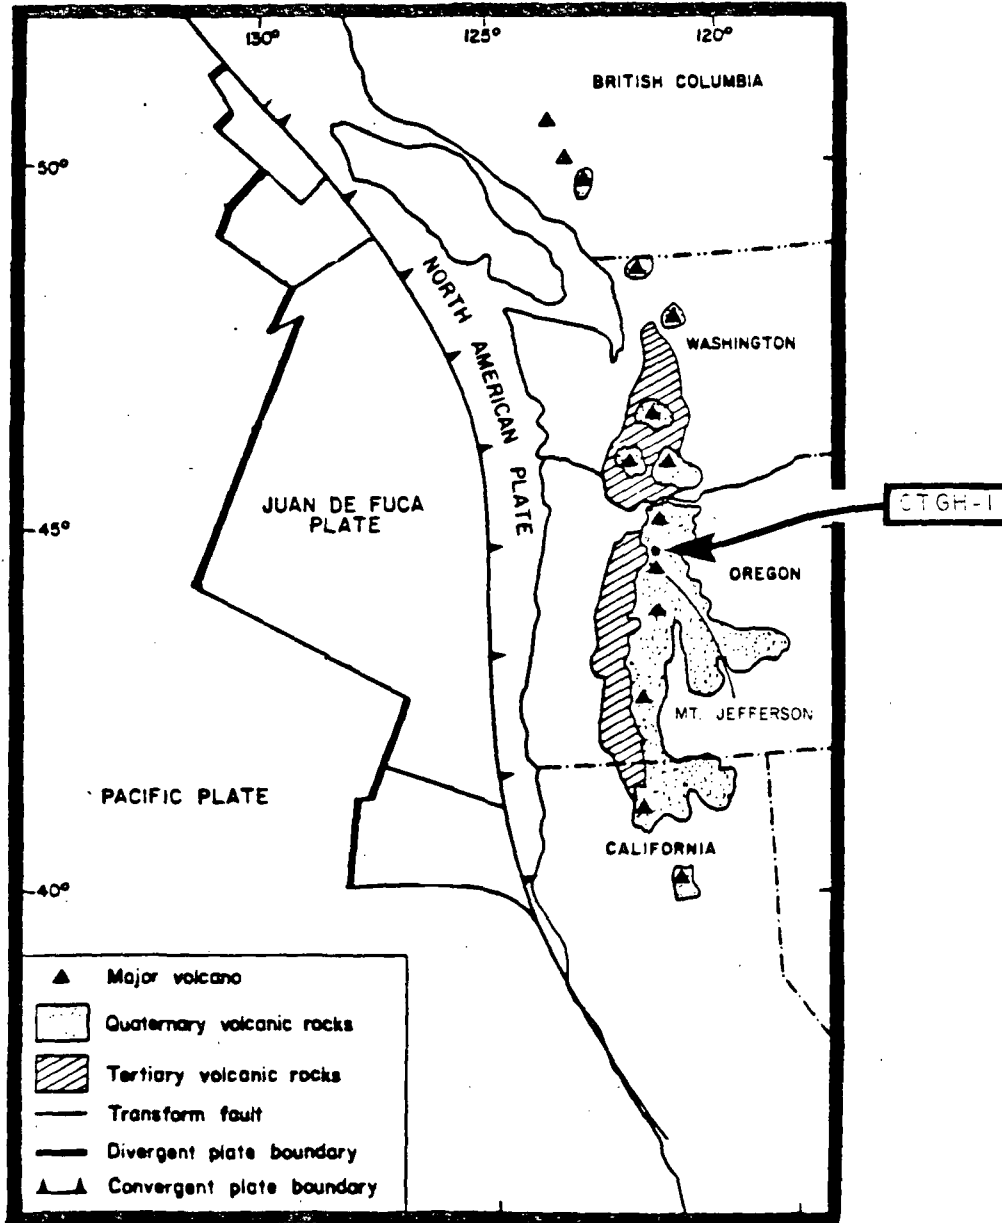 130°
125°
120°
BRITISH COLUMBIA
50°
NORTH AMERICAN PLATE
WASHINGTON
JUAN DE FUCA
PLATE
CTGH-1
45°
OREGON
MT. JEFFERSON
PACIFIC PLATE
CALIFORNIA
40°
Major volcano
Quaternary volcanic rocks
Tertiary volcanic rocks
Transform fault
Divergent plate boundary
Convergent plate boundary